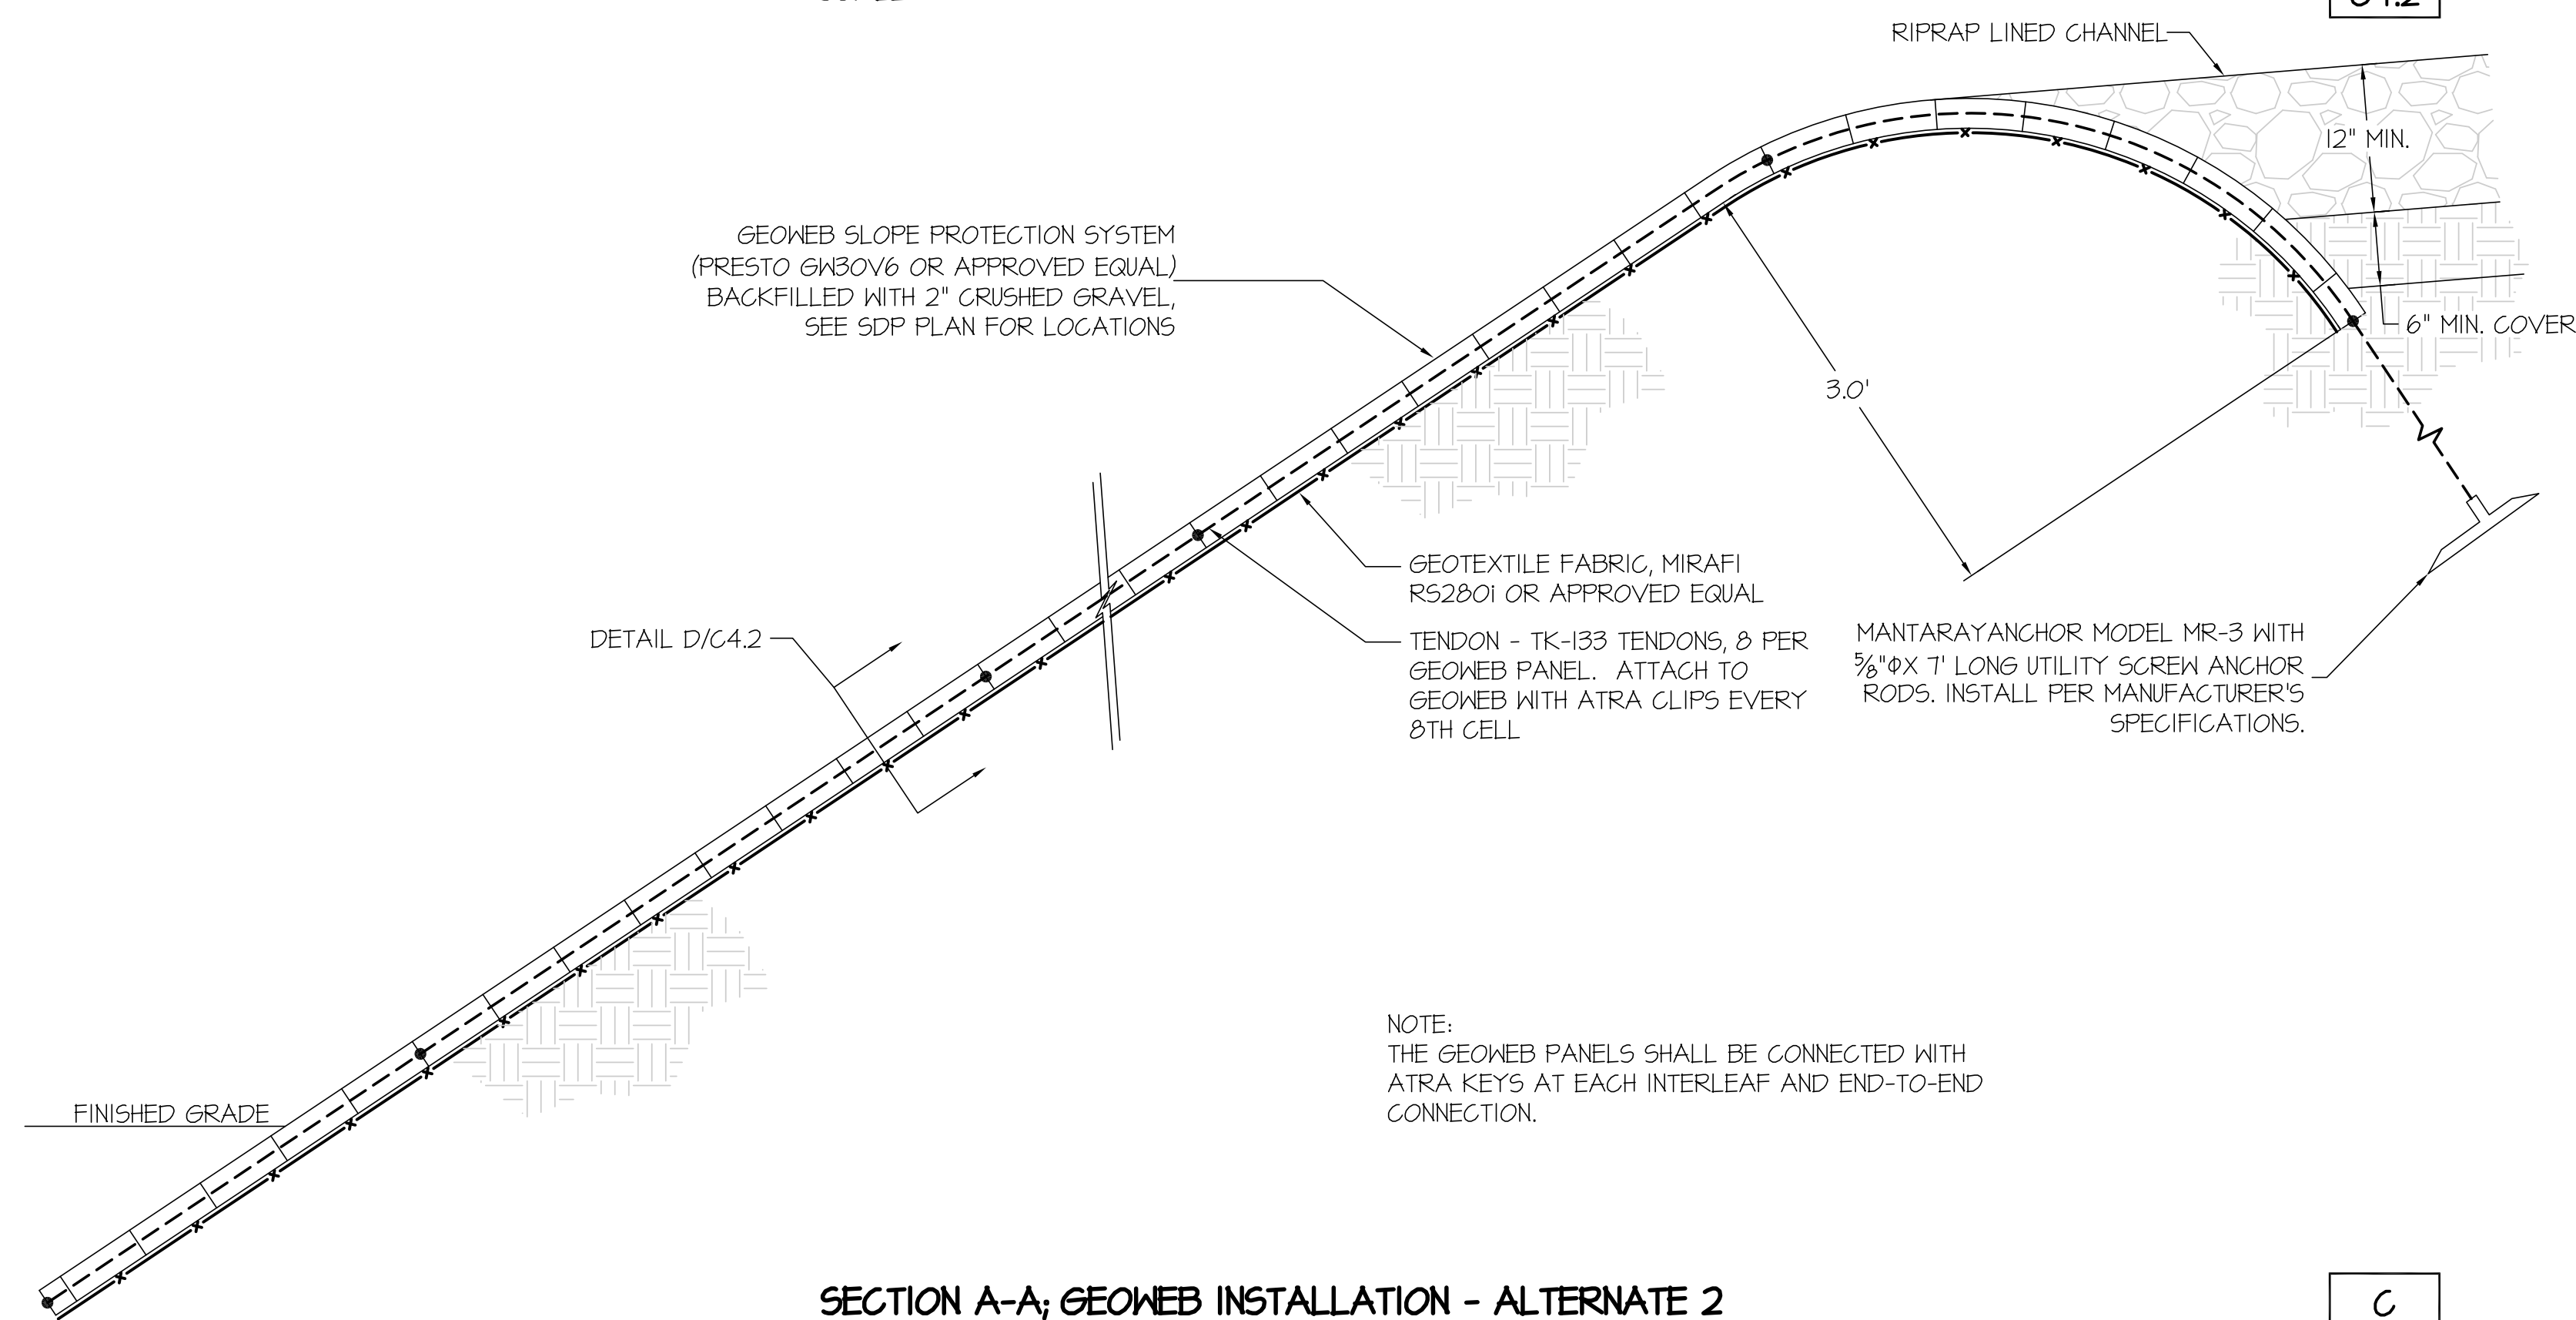 RIPRAP LINED CHANNEL
12" MIN.
GEOWEB SLOPE PROTECTION SYSTEM
(PRESTO GW30V6 OR APPROVED EQUAL)
BACKFILLED WITH 2" CRUSHED GRAVEL,
SEE SDP PLAN FOR LOCATIONS
6" MIN. COVER
3.0'
GEOTEXTILE FABRIC, MIRAFI
RS280i OR APPROVED EQUAL
DETAIL D/C4.2
TENDON - TK-133 TENDONS, 8 PER
GEOWEB PANEL. ATTACH TO
GEOWEB WITH ATRA CLIPS EVERY
8TH CELL
MANTARAY ANCHOR MODEL MR-3 WITH
5/8"ΦX 7' LONG UTILITY SCREW ANCHOR
RODS. INSTALL PER MANUFACTURER'S
SPECIFICATIONS.
NOTE:
THE GEOWEB PANELS SHALL BE CONNECTED WITH
ATRA KEYS AT EACH INTERLEAF AND END-TO-END
CONNECTION.
FINISHED GRADE
SECTION A-A; GEOWEB INSTALLATION - ALTERNATE 2
C